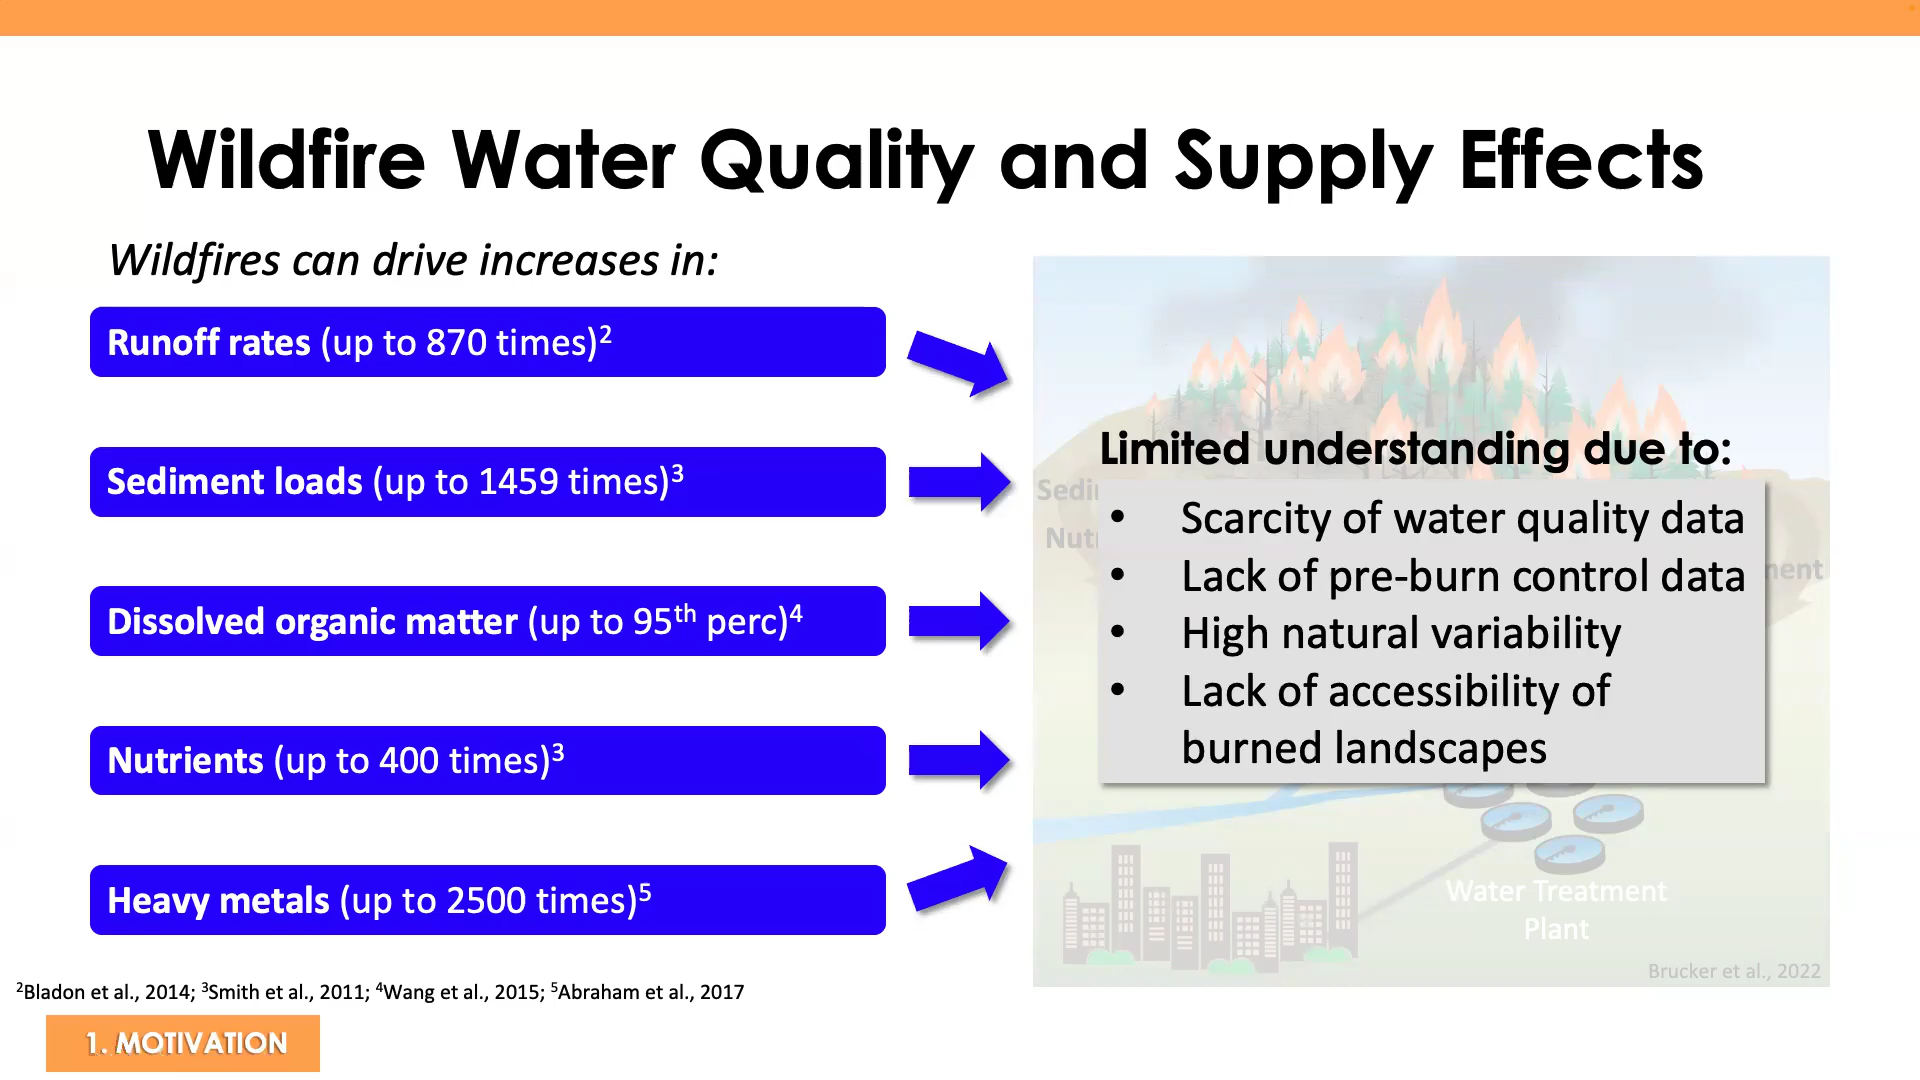 Wildfire Water Quality and Supply Effects
Wildfires can drive increases in:
Runoff rates (up to 870 times)²
Sediment loads (up to 1459 times)³
Dissolved organic matter (up to 95ᵗʰ perc)⁴
Nutrients (up to 400 times)³
Heavy metals (up to 2500 times)⁵
Limited understanding due to:
• Scarcity of water quality data
• Lack of pre-burn control data
• High natural variability
• Lack of accessibility of
burned landscapes
Water Treatment
Plant
Brucker et al., 2022
²Bladon et al., 2014; ³Smith et al., 2011; ⁴Wang et al., 2015; ⁵Abraham et al., 2017
1. MOTIVATION